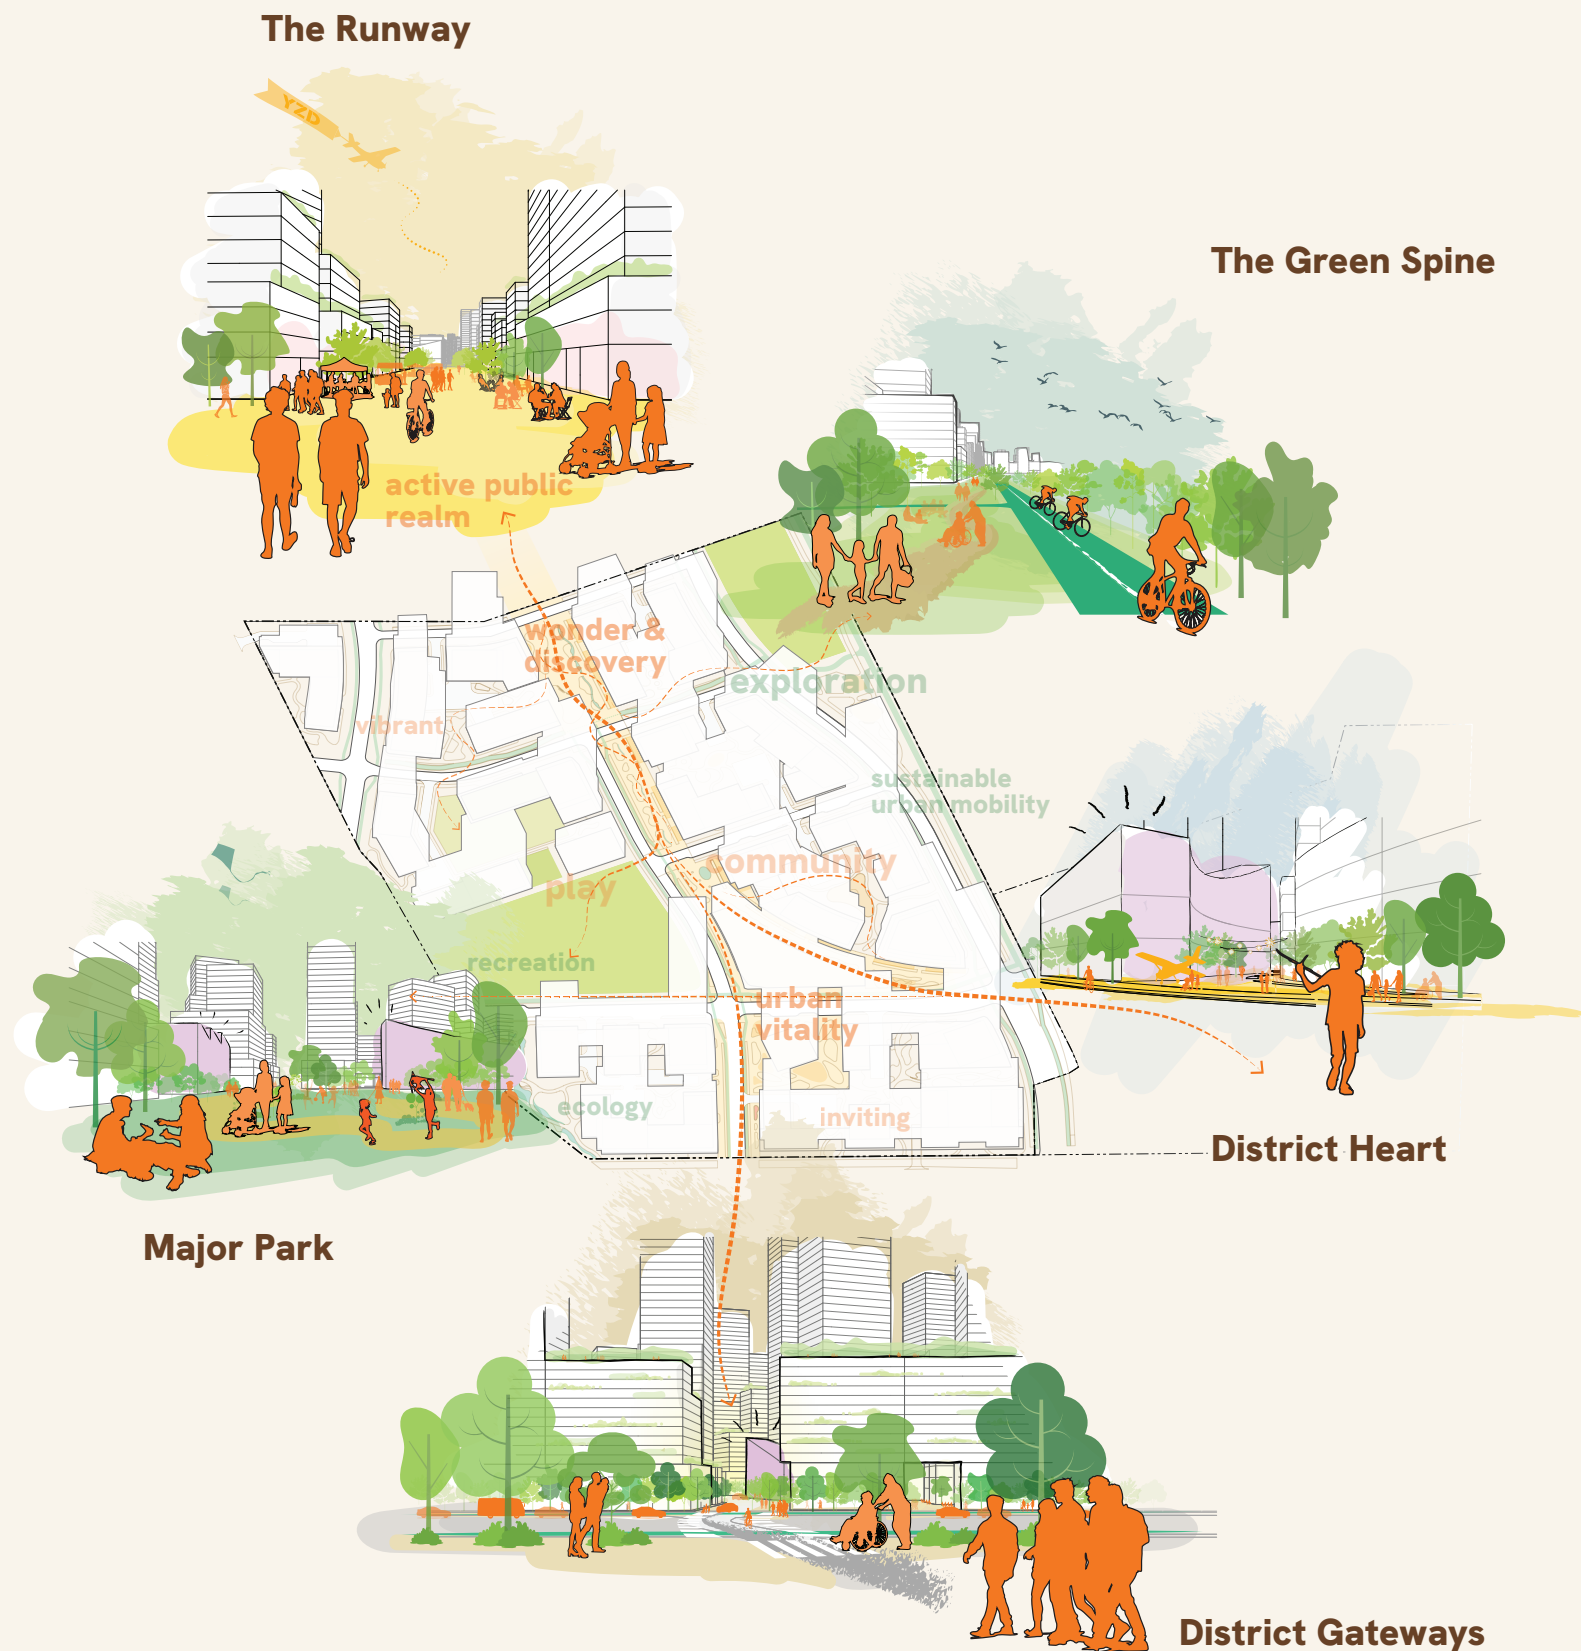 The Runway
YZD
The Green Spine
active public
realm
wonder &
discovery
exploration
vibrant
sustainable
urban mobility
community
play
recreation
urban
vitality
ecology
inviting
District Heart
Major Park
District Gateways